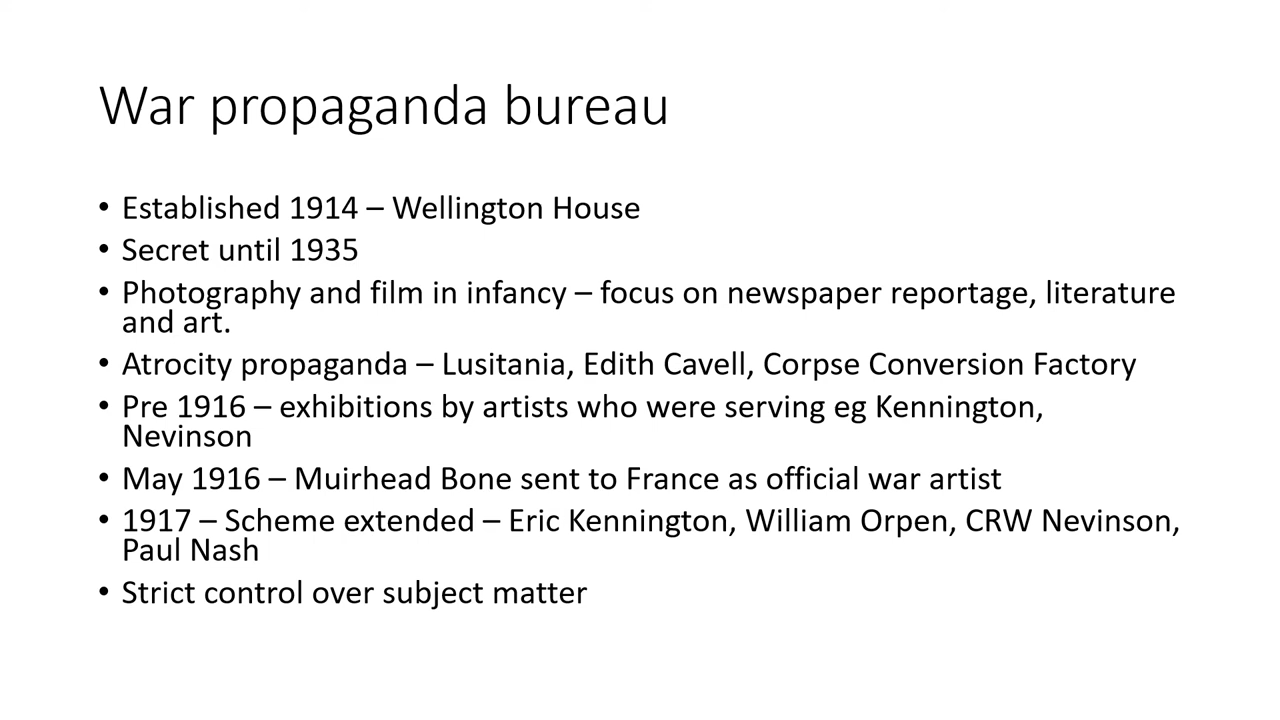 War propaganda bureau
• Established 1914 – Wellington House
• Secret until 1935
• Photography and film in infancy – focus on newspaper reportage, literature
and art.
• Atrocity propaganda – Lusitania, Edith Cavell, Corpse Conversion Factory
• Pre 1916 – exhibitions by artists who were serving eg Kennington,
Nevinson
• May 1916 – Muirhead Bone sent to France as official war artist
• 1917 – Scheme extended – Eric Kennington, William Orpen, CRW Nevinson,
Paul Nash
• Strict control over subject matter